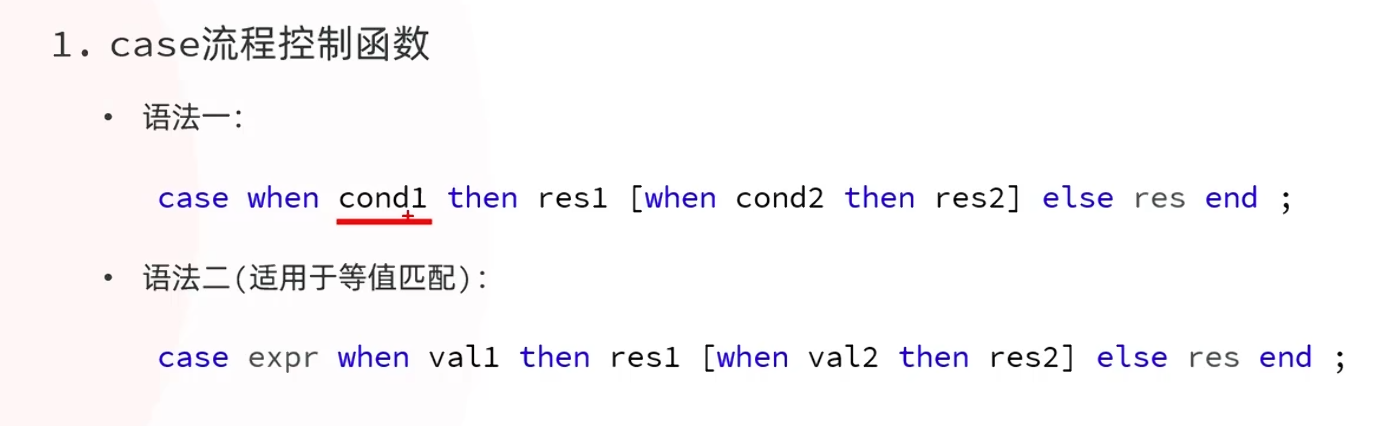 1. case流程控制函数
• 语法一：
case when cond1 then res1 [when cond2 then res2] else res end ;
• 语法二(适用于等值匹配)：
case expr when val1 then res1 [when val2 then res2] else res end ;